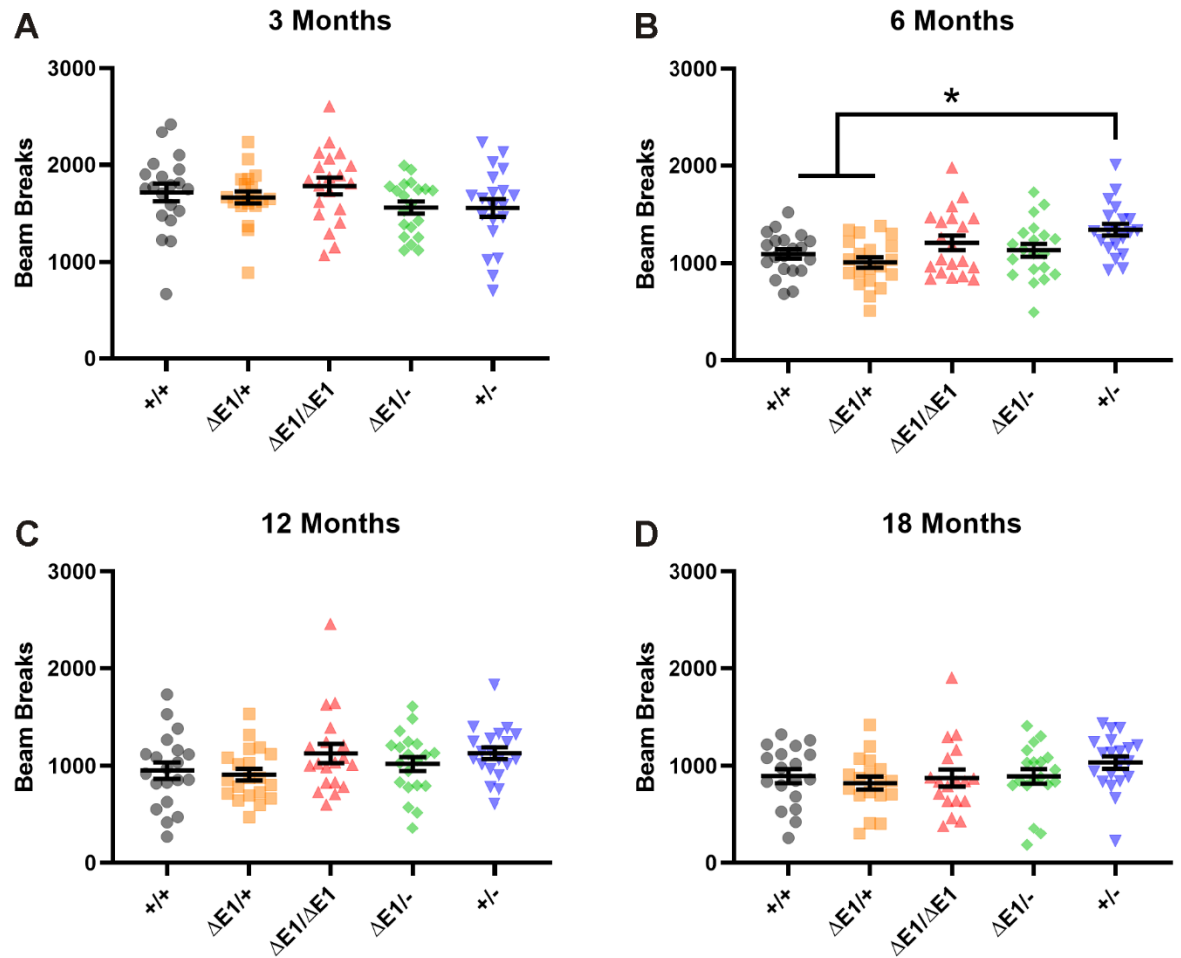 A
3 Months
Beam Breaks
3000
2000
1000
0
+/+
ΔE1/+
ΔE1/ΔE1
ΔE1/-
+/-
B
6 Months
Beam Breaks
3000
2000
1000
0
*
+/+
ΔE1/+
ΔE1/ΔE1
ΔE1/-
+/-
C
12 Months
Beam Breaks
3000
2000
1000
0
+/+
ΔE1/+
ΔE1/ΔE1
ΔE1/-
+/-
D
18 Months
Beam Breaks
3000
2000
1000
0
+/+
ΔE1/+
ΔE1/ΔE1
ΔE1/-
+/-